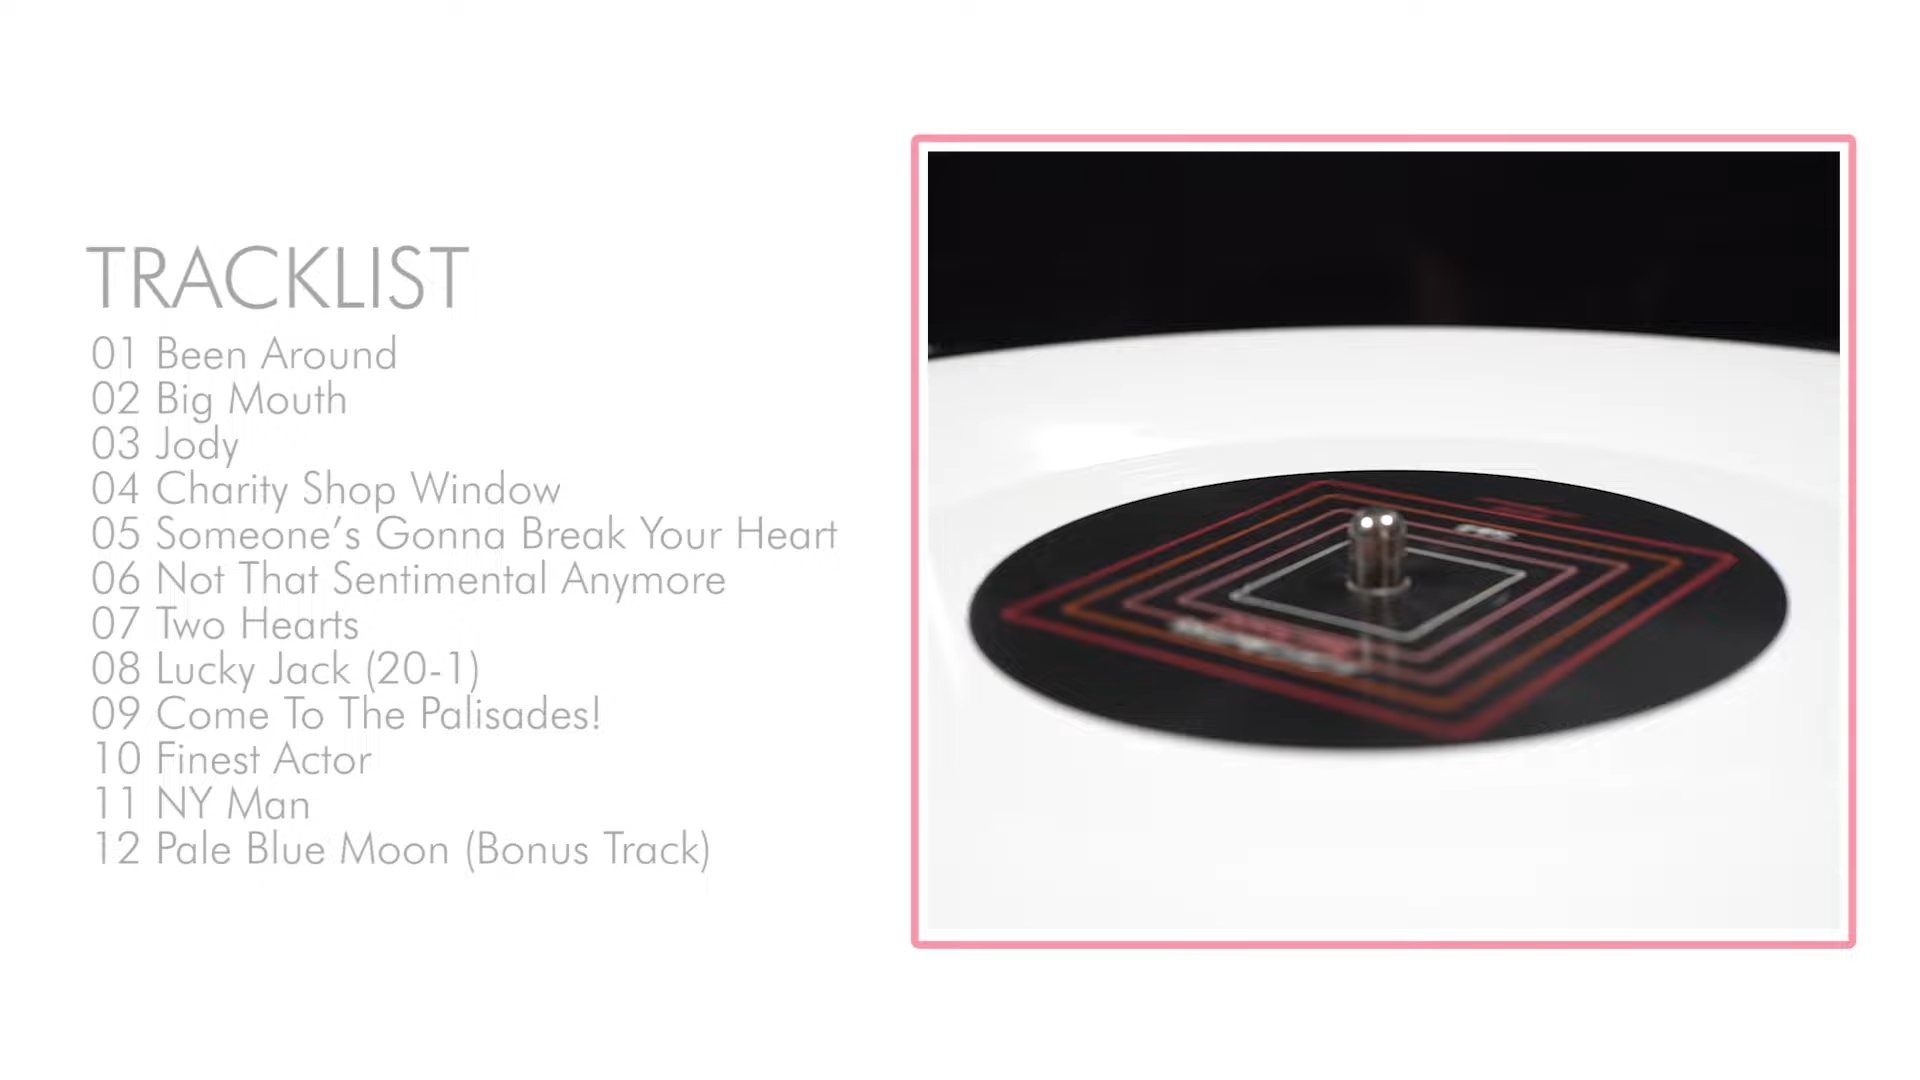 TRACKLIST
01 Been Around
02 Big Mouth
03 Jody
04 Charity Shop Window
05 Someone’s Gonna Break Your Heart
06 Not That Sentimental Anymore
07 Two Hearts
08 Lucky Jack (20-1)
09 Come To The Palisades!
10 Finest Actor
11 NY Man
12 Pale Blue Moon (Bonus Track)